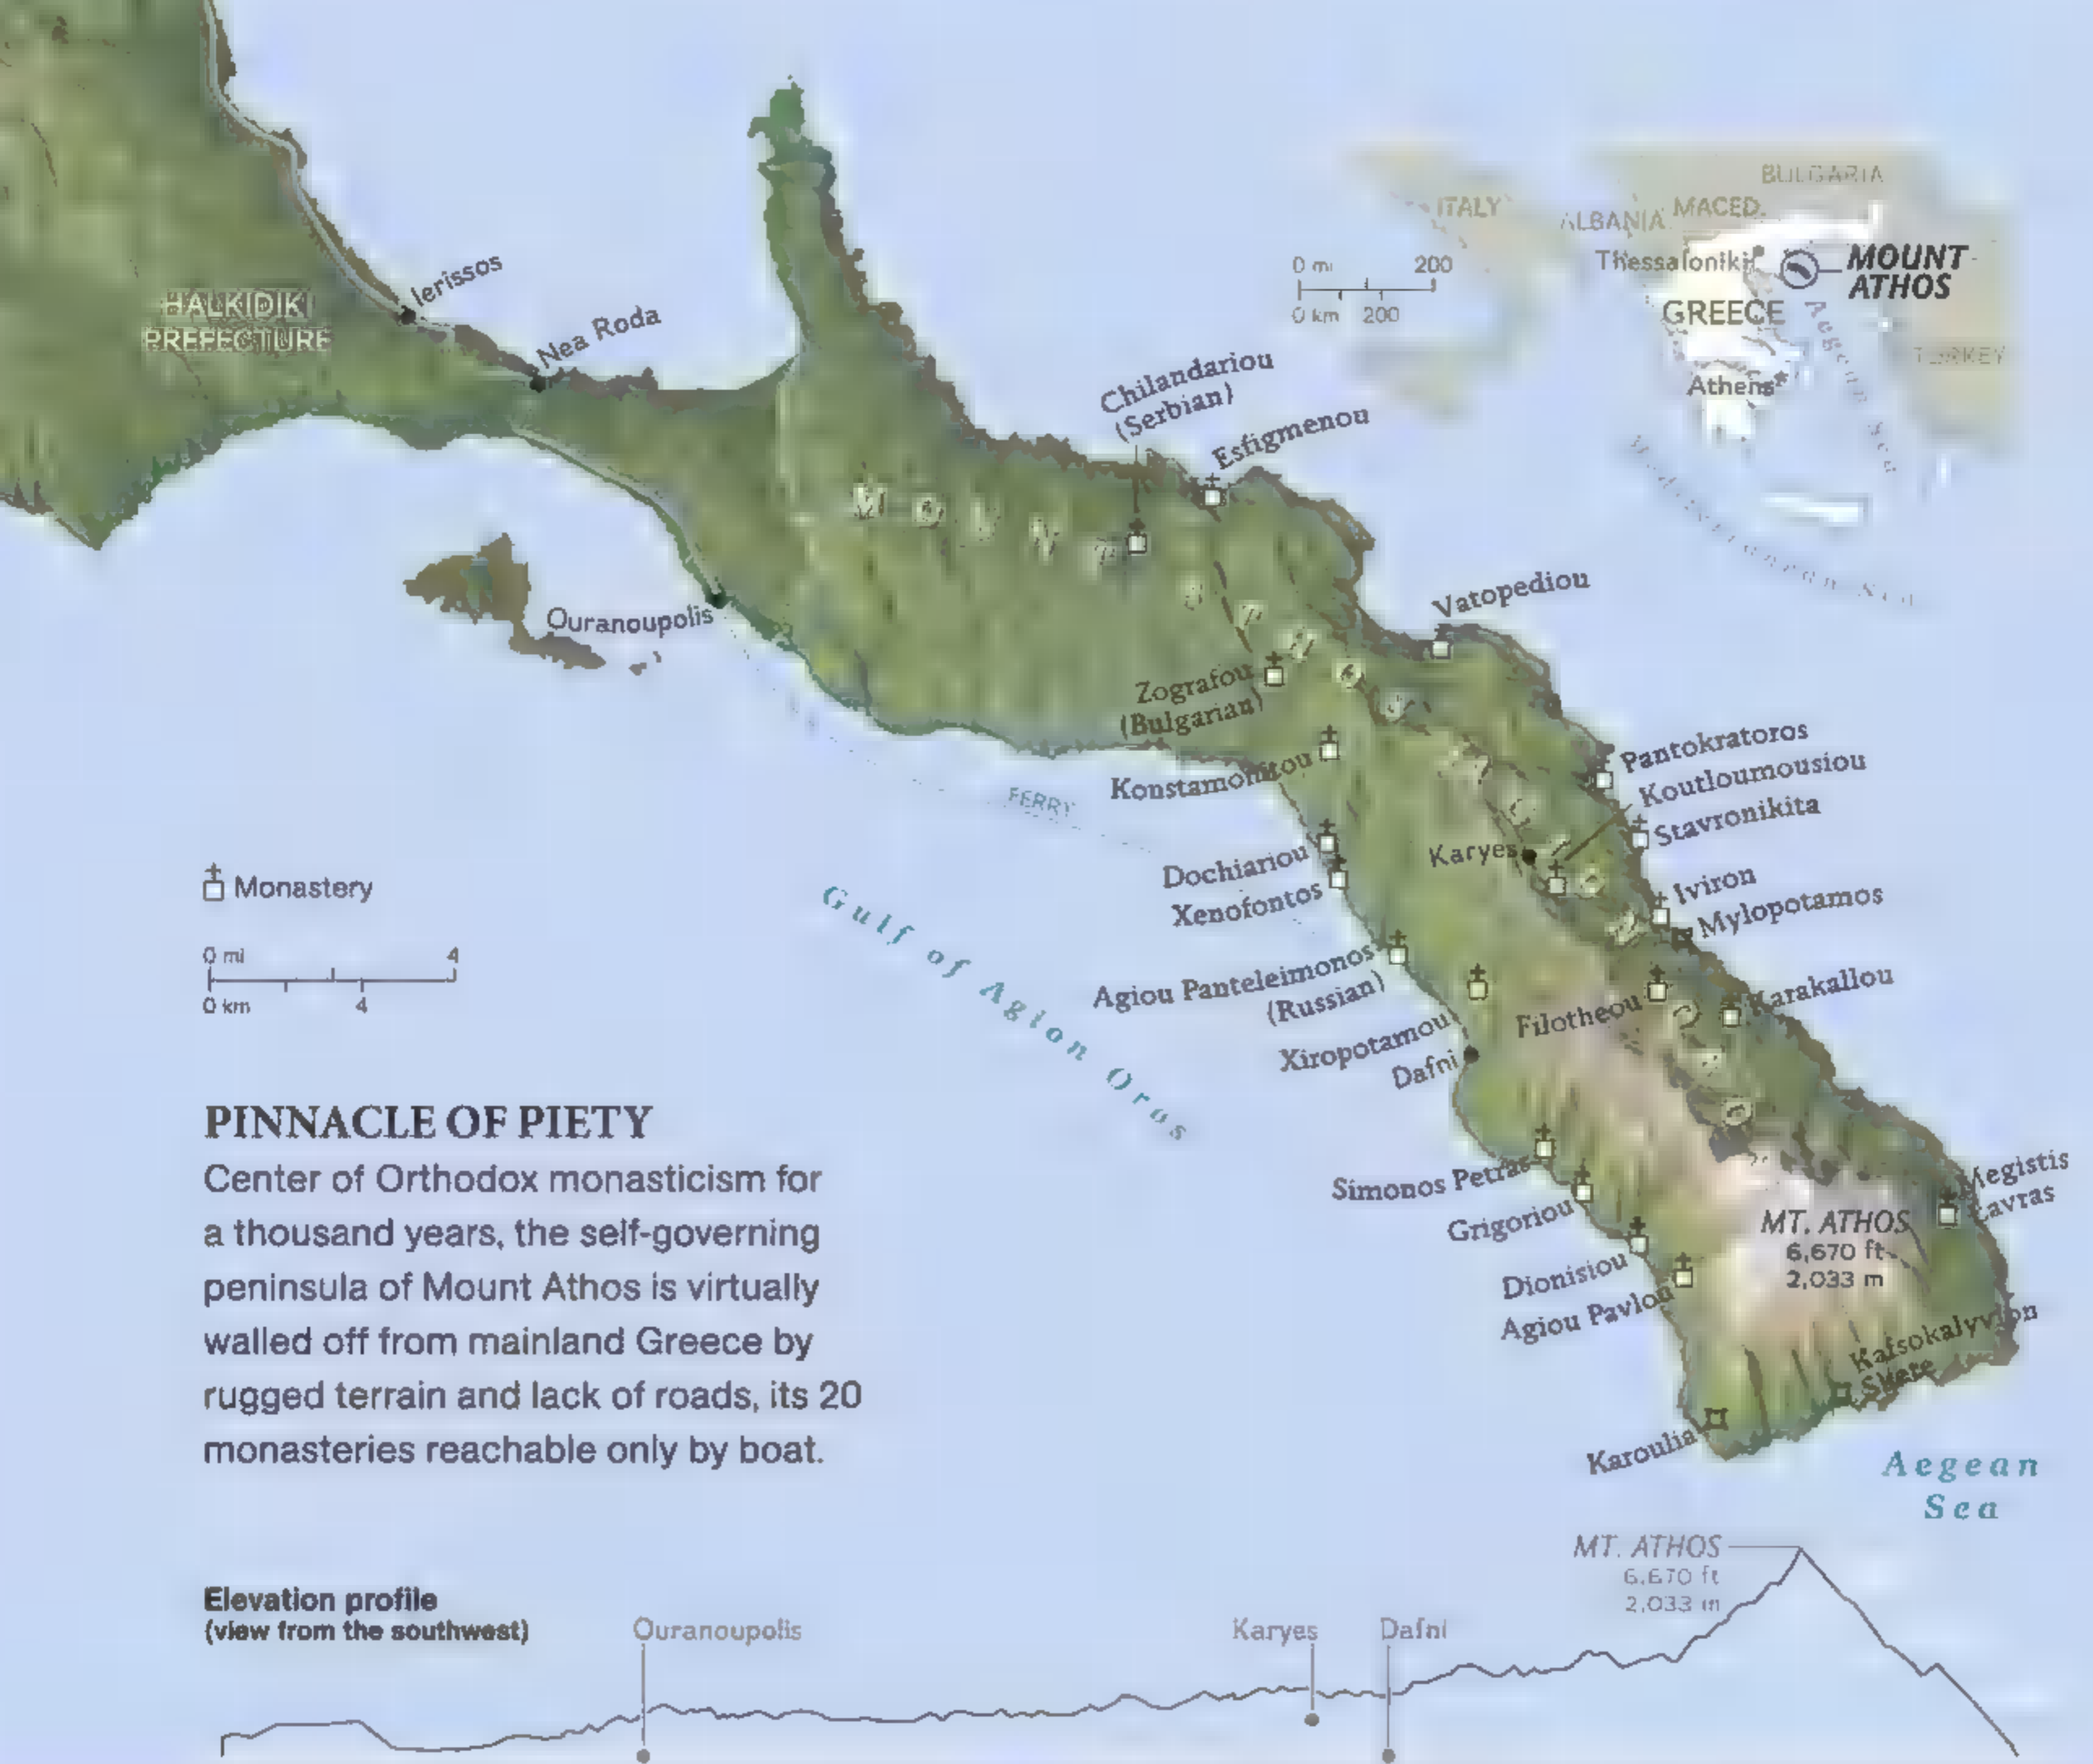 BULGARIA
ITALY
ALBANIA
MACED.
Thessaloniki
MOUNT
ATHOS
GREECE
Aegean Sea
TURKEY
Athens
Mediterranean Sea
0 mi 200
0 km 200
HALKIDIKI
PREFECTURE
Ierissos
Nea Roda
Chilandariou
(Serbian)
Esfigmenou
MOUNT
Ouranoupolis
Vatopediou
Zografou
(Bulgarian)
Konstamonitou
Pantokratoros
Koutloumousiou
Stavronikita
FERRY
Karyes
Dochiariou
Xenofontos
Iviron
Mylopotamos
Agiou Panteleimonos
(Russian)
Filotheou
Karakallou
Xiropotamou
Dafni
Gulf of Agion Oros
Monastery
0 mi 4
0 km 4
Simonos Petras
Grigoriou
Dionisiou
Agiou Pavlou
Megistis
Lavras
MT. ATHOS
6,670 ft
2,033 m
Kafsokalyvion
Skete
Karoulia
Aegean
Sea
PINNACLE OF PIETY
Center of Orthodox monasticism for
a thousand years, the self-governing
peninsula of Mount Athos is virtually
walled off from mainland Greece by
rugged terrain and lack of roads, its 20
monasteries reachable only by boat.
Elevation profile
(view from the southwest)
Ouranoupolis
Karyes
Dafni
MT. ATHOS
6,670 ft
2,033 m